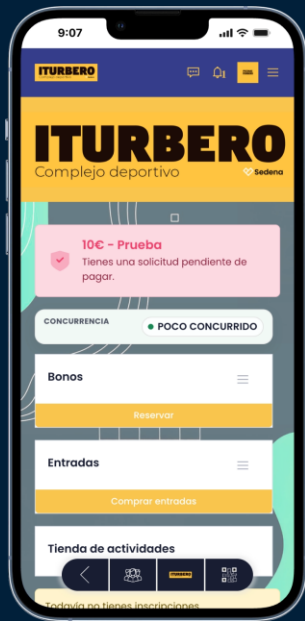 9:07
ITURBERO
ITURBERO
Complejo deportivo
Sedena
10€ - Prueba
Tienes una solicitud pendiente de
pagar.
CONCURRENCIA
POCO CONCURRIDO
Bonos
Reservar
Entradas
Comprar entradas
Tienda de actividades
ITURBERO
Todavía no tienes inscripciones